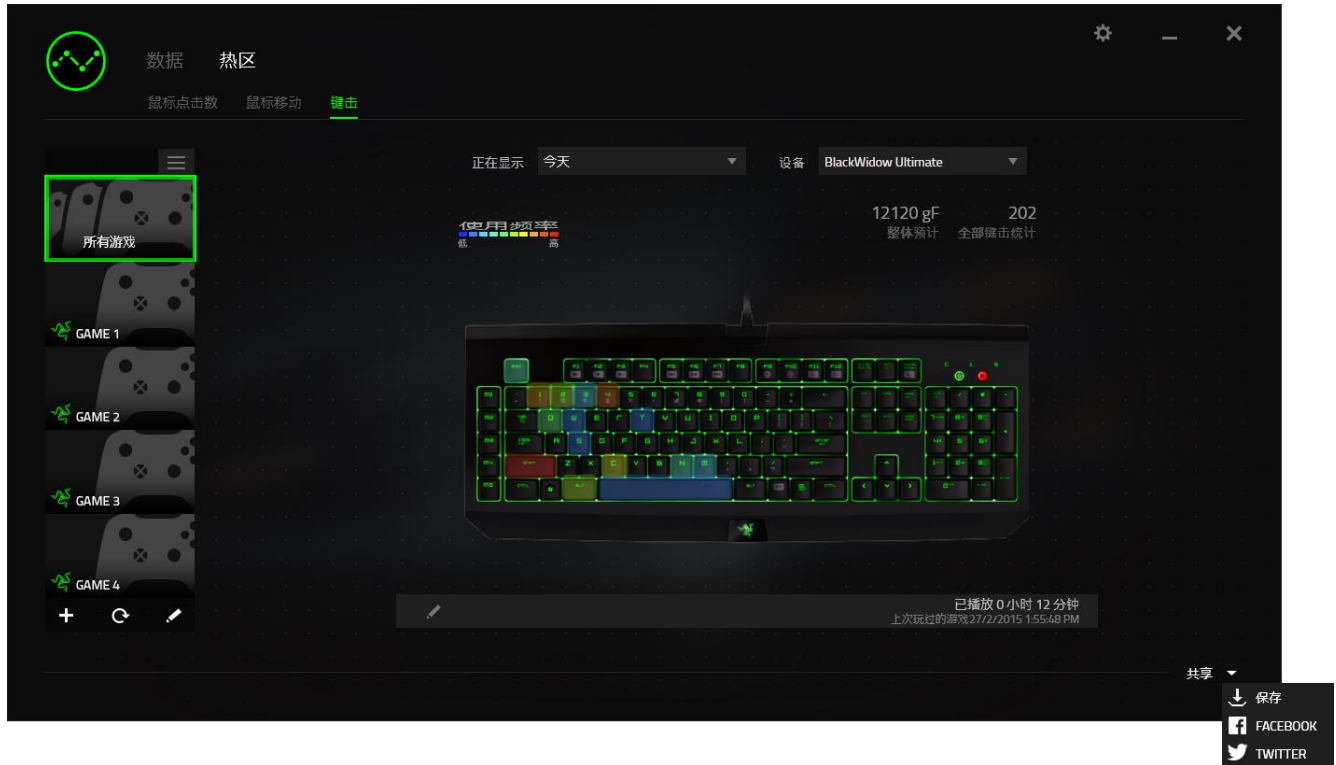 数据 热区
鼠标点击数 鼠标移动 键击
正在显示 今天 设备 BlackWidow Ultimate
使用频率
低 高
12120 gF 202
整体预计 全部键击统计
所有游戏
GAME 1
GAME 2
GAME 3
GAME 4
已播放 0 小时 12 分钟
上次玩过的游戏27/2/2015 1:55:48 PM
共享
保存
FACEBOOK
TWITTER